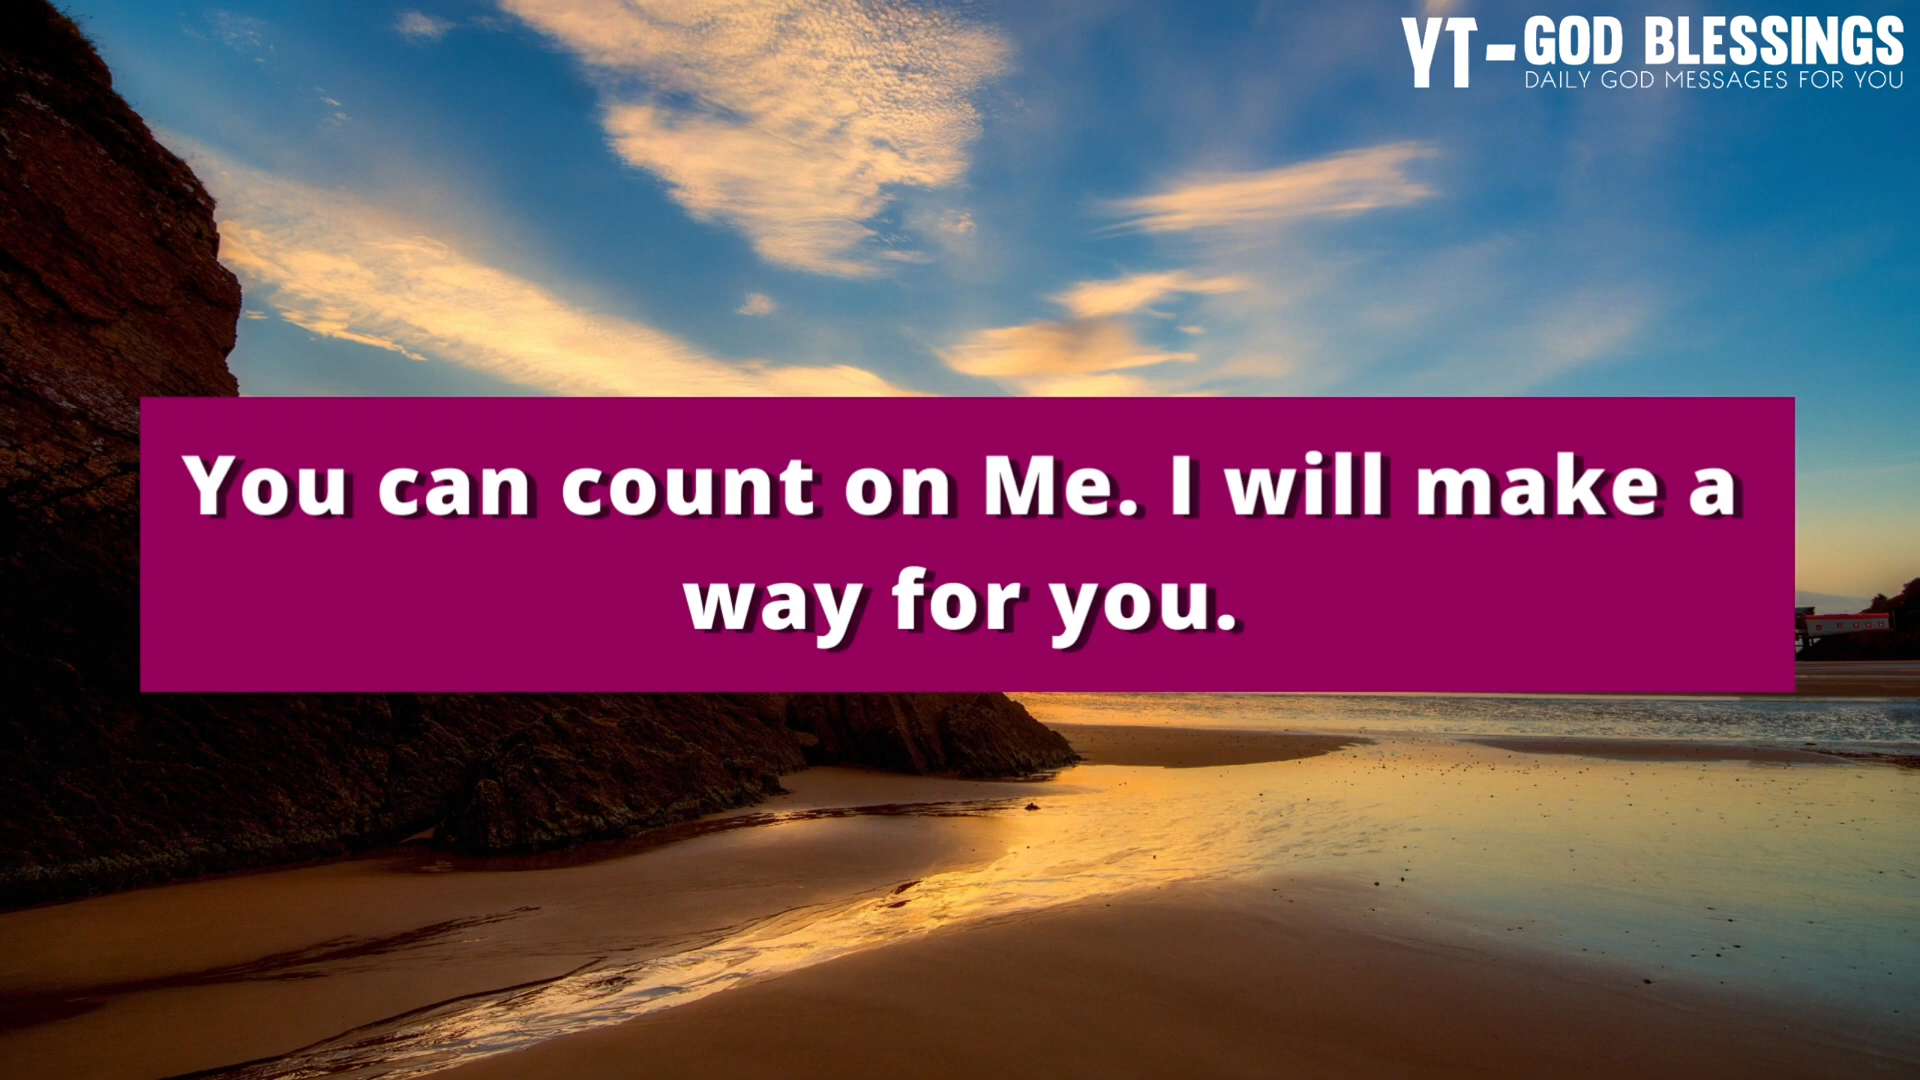 YT-GOD BLESSINGS
DAILY GOD MESSAGES FOR YOU
You can count on Me. I will make a
way for you.